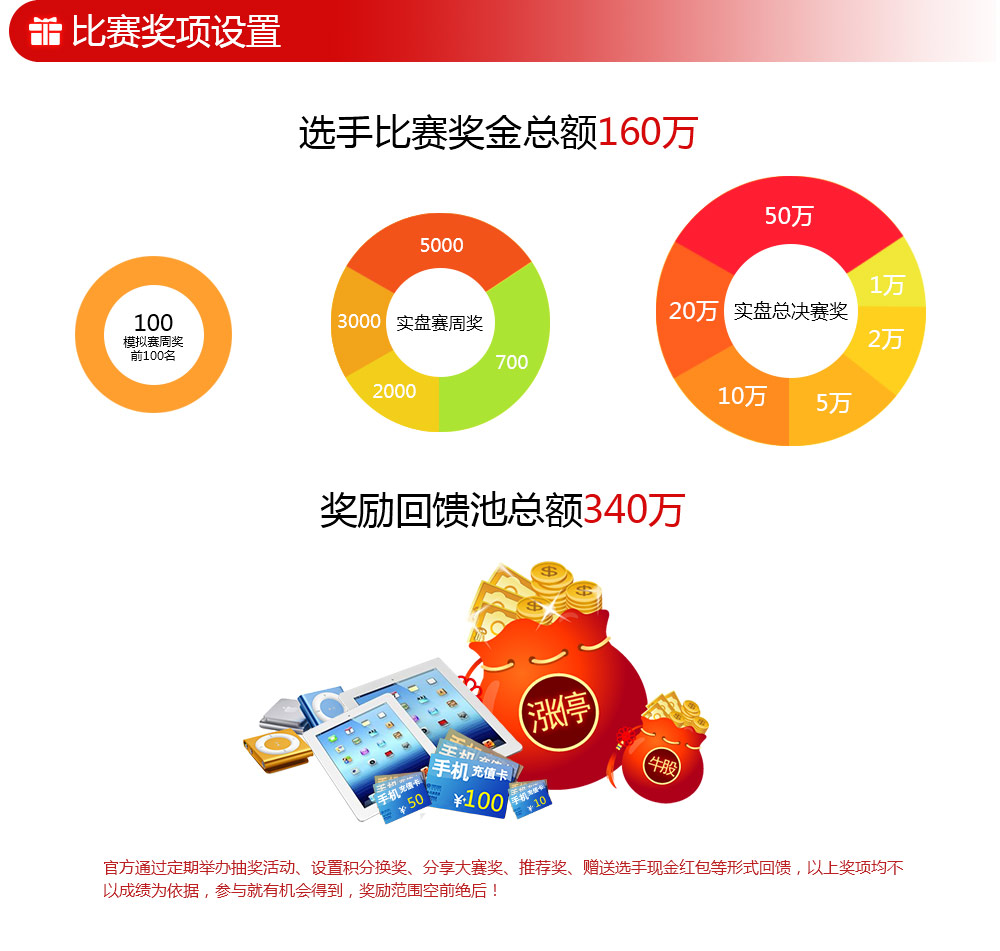 比赛奖项设置
选手比赛奖金总额160万
100
模拟赛周奖
前100名
5000
3000
实盘赛周奖
700
2000
50万
1万
20万
实盘总决赛奖
2万
10万
5万
奖励回馈池总额340万
涨停
牛股
手机充值卡
¥50
手机充值卡
¥100
手机充值卡
¥10
官方通过定期举办抽奖活动、设置积分换奖、分享大赛奖、推荐奖、赠送选手现金红包等形式回馈，以上奖项均不
以成绩为依据，参与就有机会得到，奖励范围空前绝后！